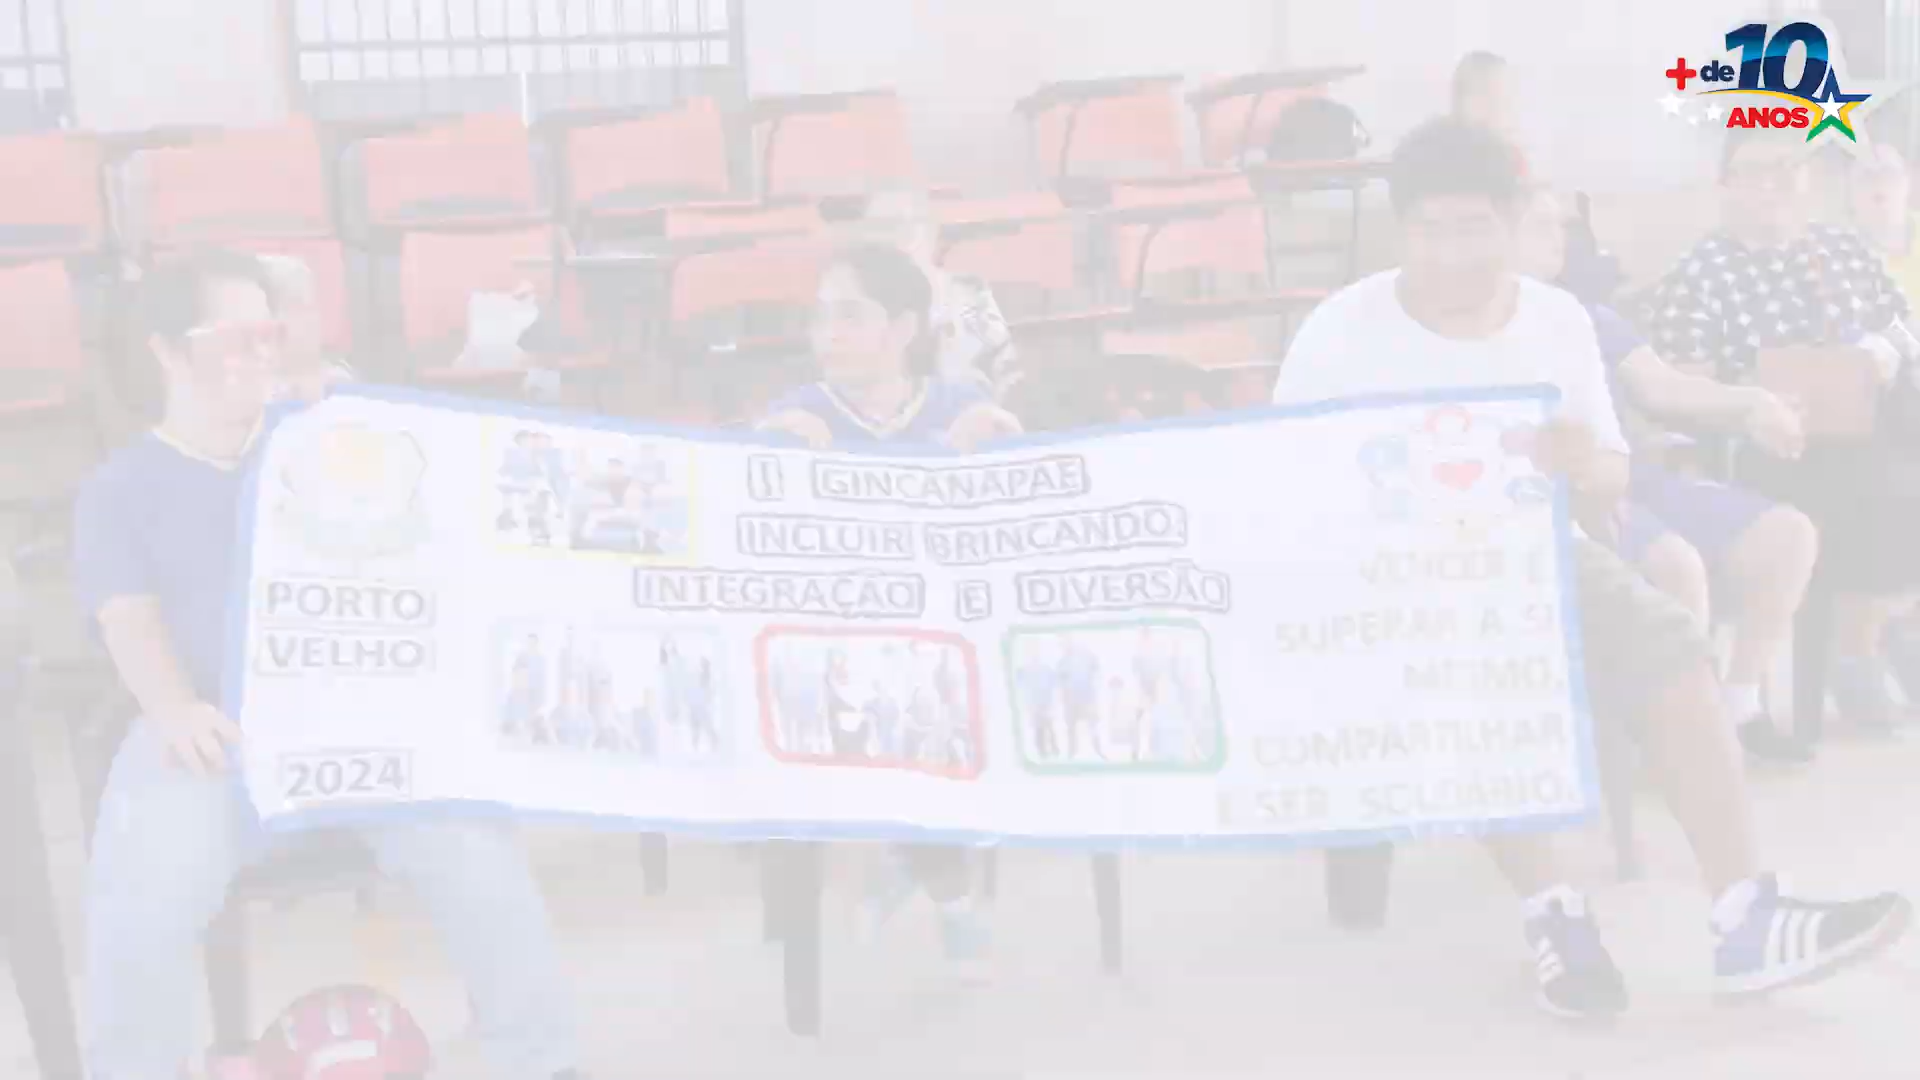 + de 10
ANOS
I GINCANAPAE
INCLUIR BRINCANDO:
INTEGRAÇÃO E DIVERSÃO
PORTO
VELHO
2024
VENCER É
SUPERAR A SI
MESMO.
COMPARTILHAR
É SER SOLIDÁRIO.